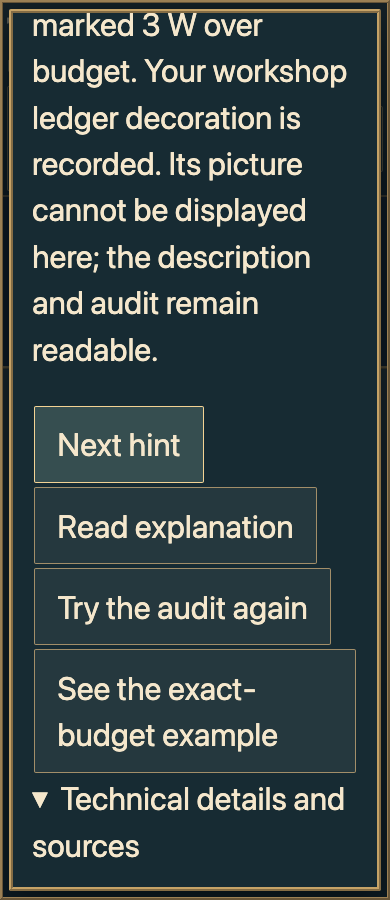 marked 3 W over
budget. Your workshop
ledger decoration is
recorded. Its picture
cannot be displayed
here; the description
and audit remain
readable.
Next hint
Read explanation
Try the audit again
See the exact-
budget example
▼ Technical details and
sources